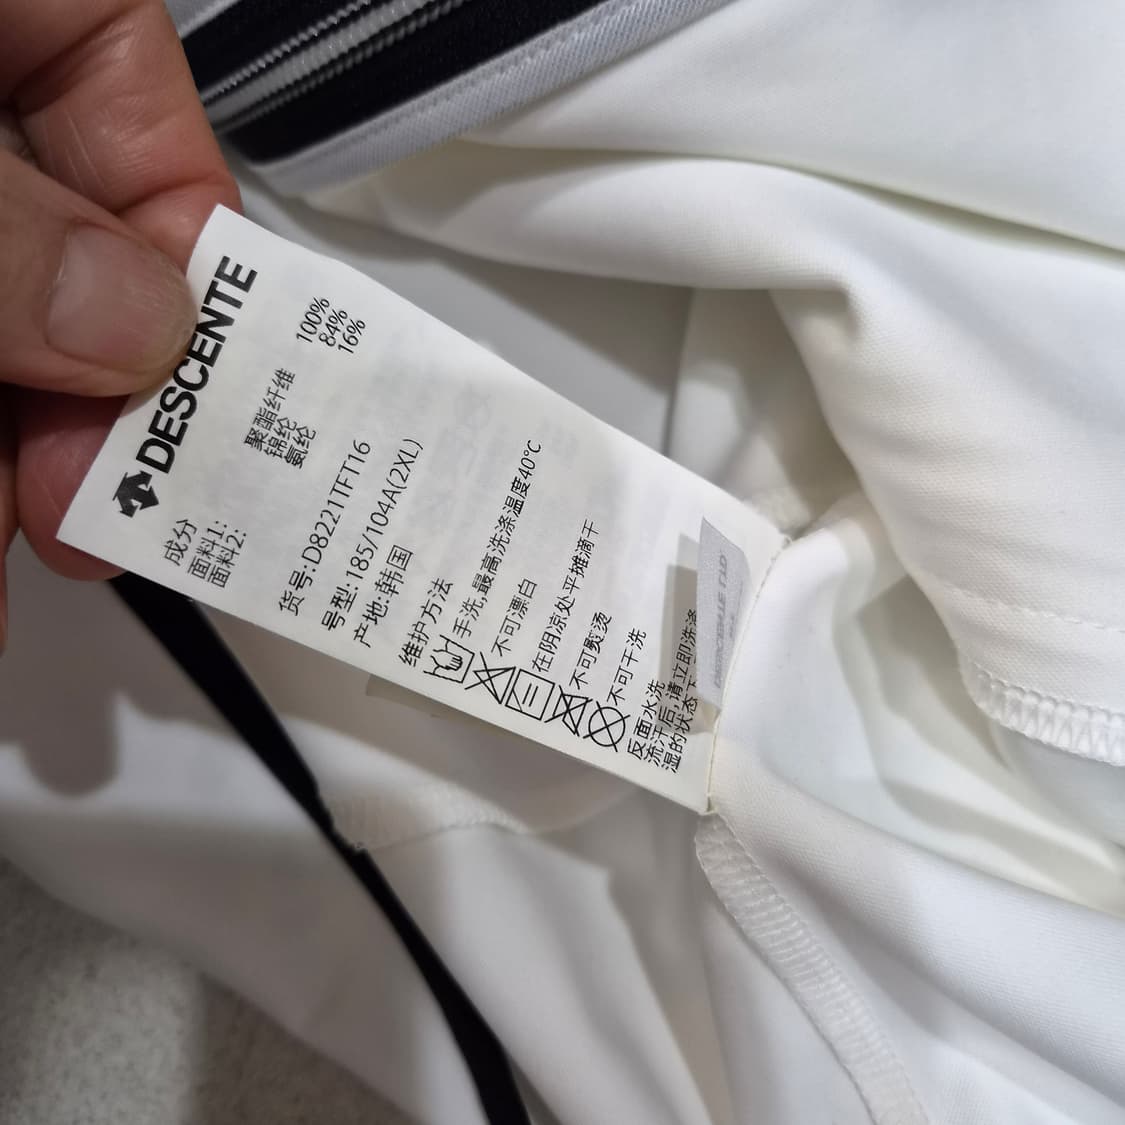 DESCENTE
成分
面料1: 聚酯纤维 100%
面料2: 锦纶 84%
氨纶 16%
货号:D8221TFT16
号型:185/104A(2XL)
产地:韩国
维护方法
手洗,最高洗涤温度40℃
不可漂白
在阴凉处平摊滴干
不可熨烫
不可干洗
反面水洗
流汗后,请立即洗涤
湿的状态下